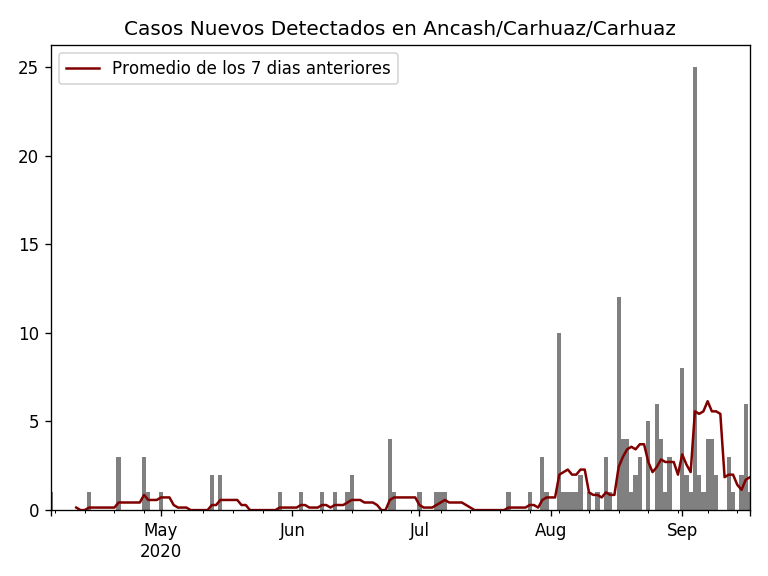 Casos Nuevos Detectados en Ancash/Carhuaz/Carhuaz
Promedio de los 7 dias anteriores
25
20
15
10
5
0
May
2020
Jun
Jul
Aug
Sep